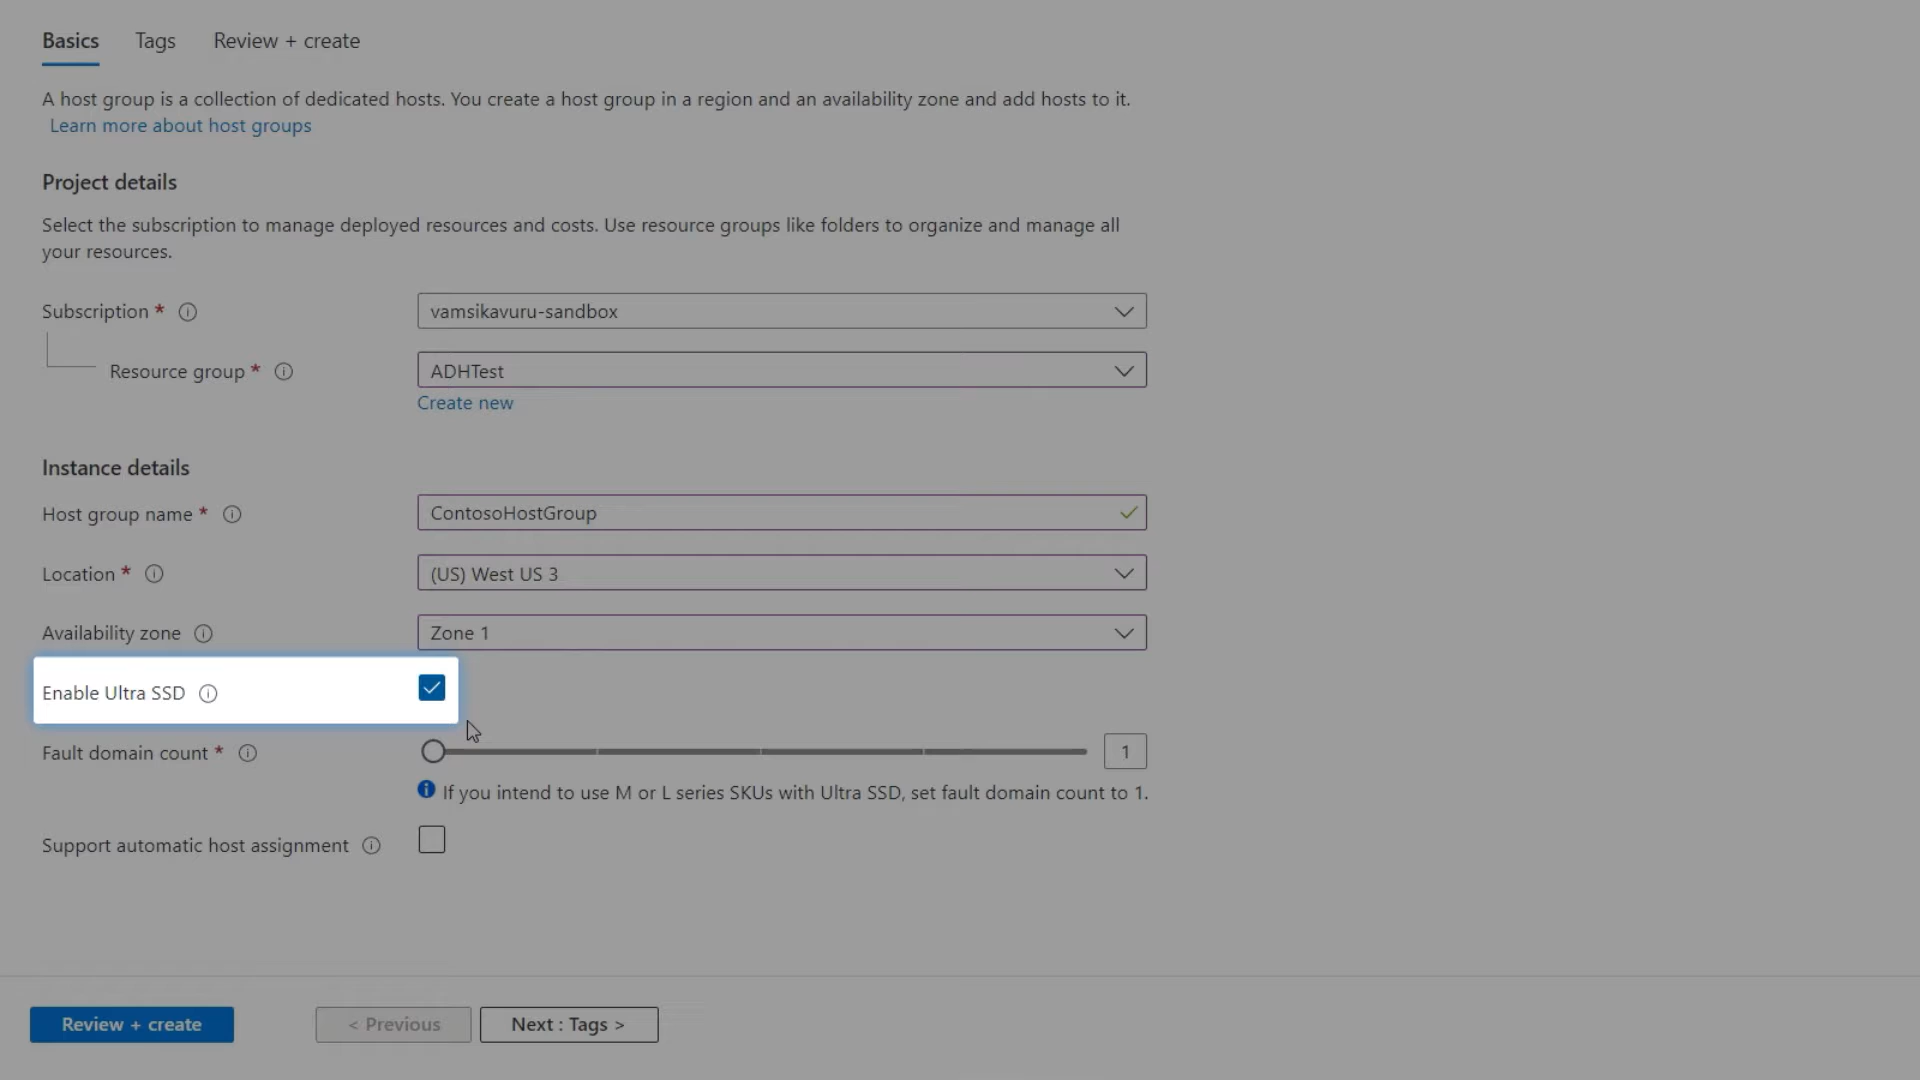 Basics Tags Review + create
A host group is a collection of dedicated hosts. You create a host group in a region and an availability zone and add hosts to it.
Learn more about host groups
Project details
Select the subscription to manage deployed resources and costs. Use resource groups like folders to organize and manage all
your resources.
Subscription * vamsikavuru-sandbox
Resource group * ADHTest
Create new
Instance details
Host group name * ContosoHostGroup
Location * (US) West US 3
Availability zone Zone 1
Enable Ultra SSD
Fault domain count * 1
If you intend to use M or L series SKUs with Ultra SSD, set fault domain count to 1.
Support automatic host assignment
Review + create < Previous Next : Tags >